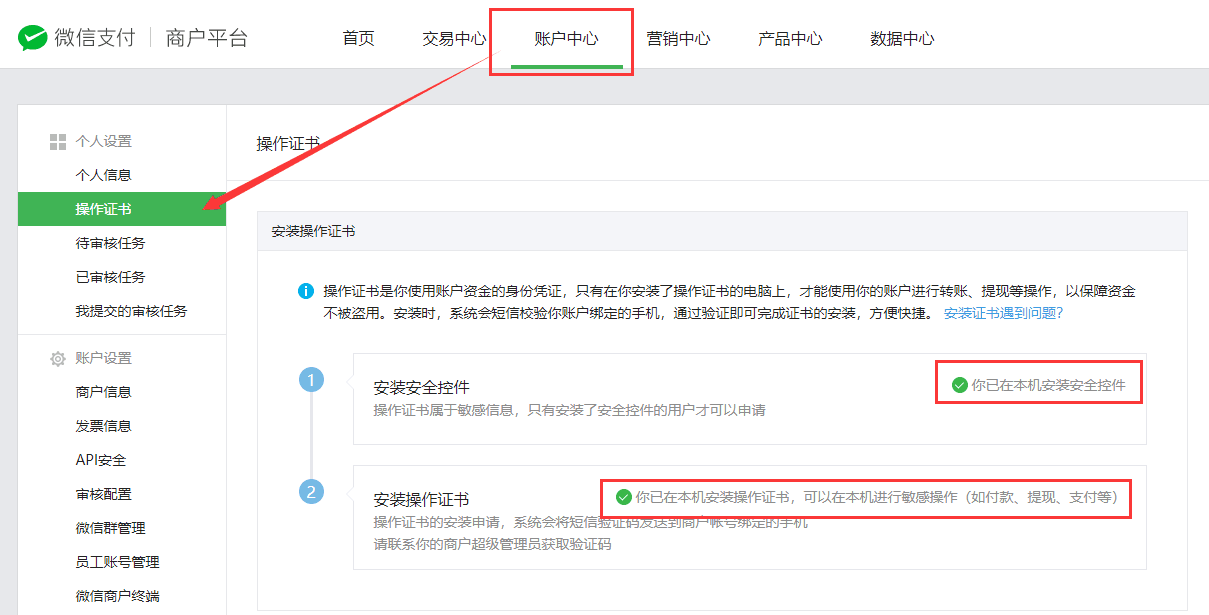 微信支付 商户平台
首页 交易中心 账户中心 营销中心 产品中心 数据中心
个人设置
个人信息
操作证书
待审核任务
已审核任务
我提交的审核任务
账户设置
商户信息
发票信息
API安全
审核配置
微信群管理
员工账号管理
微信商户终端
操作证书
安装操作证书
操作证书是你使用账户资金的身份凭证，只有在你安装了操作证书的电脑上，才能使用你的账户进行转账、提现等操作，以保障资金
不被盗用。安装时，系统会短信校验你账户绑定的手机，通过验证即可完成证书的安装，方便快捷。 安装证书遇到问题?
1
安装安全控件
你已在本机安装安全控件
操作证书属于敏感信息，只有安装了安全控件的用户才可以申请
2
安装操作证书
你已在本机安装操作证书，可以在本机进行敏感操作（如付款、提现、支付等）
操作证书的安装申请，系统会将短信验证码发送到商户帐号绑定的手机
请联系你的商户超级管理员获取验证码